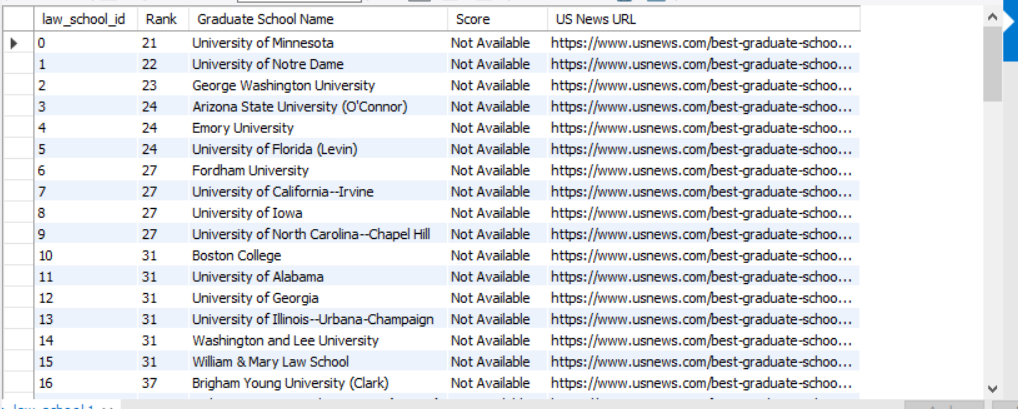 law_school_id Rank Graduate School Name Score US News URL
0 21 University of Minnesota Not Available https://www.usnews.com/best-graduate-schoo...
1 22 University of Notre Dame Not Available https://www.usnews.com/best-graduate-schoo...
2 23 George Washington University Not Available https://www.usnews.com/best-graduate-schoo...
3 24 Arizona State University (O'Connor) Not Available https://www.usnews.com/best-graduate-schoo...
4 24 Emory University Not Available https://www.usnews.com/best-graduate-schoo...
5 24 University of Florida (Levin) Not Available https://www.usnews.com/best-graduate-schoo...
6 27 Fordham University Not Available https://www.usnews.com/best-graduate-schoo...
7 27 University of California--Irvine Not Available https://www.usnews.com/best-graduate-schoo...
8 27 University of Iowa Not Available https://www.usnews.com/best-graduate-schoo...
9 27 University of North Carolina--Chapel Hill Not Available https://www.usnews.com/best-graduate-schoo...
10 31 Boston College Not Available https://www.usnews.com/best-graduate-schoo...
11 31 University of Alabama Not Available https://www.usnews.com/best-graduate-schoo...
12 31 University of Georgia Not Available https://www.usnews.com/best-graduate-schoo...
13 31 University of Illinois--Urbana-Champaign Not Available https://www.usnews.com/best-graduate-schoo...
14 31 Washington and Lee University Not Available https://www.usnews.com/best-graduate-schoo...
15 31 William & Mary Law School Not Available https://www.usnews.com/best-graduate-schoo...
16 37 Brigham Young University (Clark) Not Available https://www.usnews.com/best-graduate-schoo...